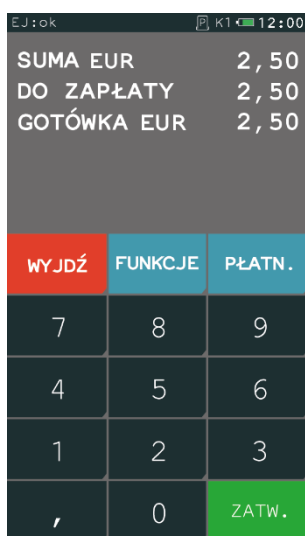 EJ:ok P K1 12:00
SUMA EUR 2,50
DO ZAPŁATY 2,50
GOTÓWKA EUR 2,50
WYJDŹ FUNKCJE PŁATN.
7 8 9
4 5 6
1 2 3
, 0 ZATW.